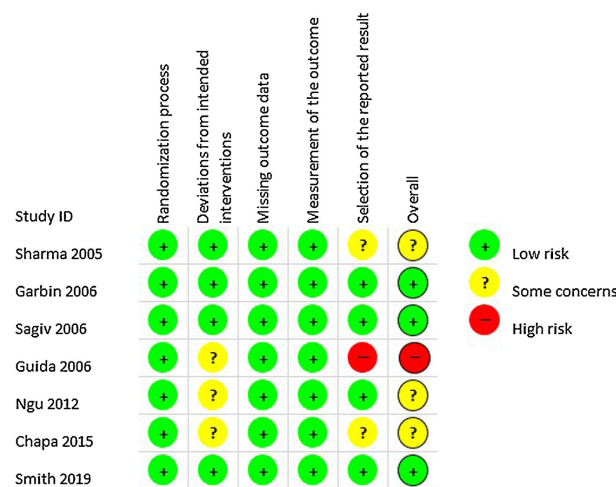 Randomization process
Deviations from intended
interventions
Missing outcome data
Measurement of the outcome
Selection of the reported result
Overall
Study ID
Sharma 2005 + + + + ? ?
Garbin 2006 + + + + + +
Sagiv 2006 + + + + + +
Guida 2006 + ? + + − −
Ngu 2012 + ? + + + ?
Chapa 2015 + ? + + ? ?
Smith 2019 + + + + + +
+ Low risk
? Some concerns
− High risk